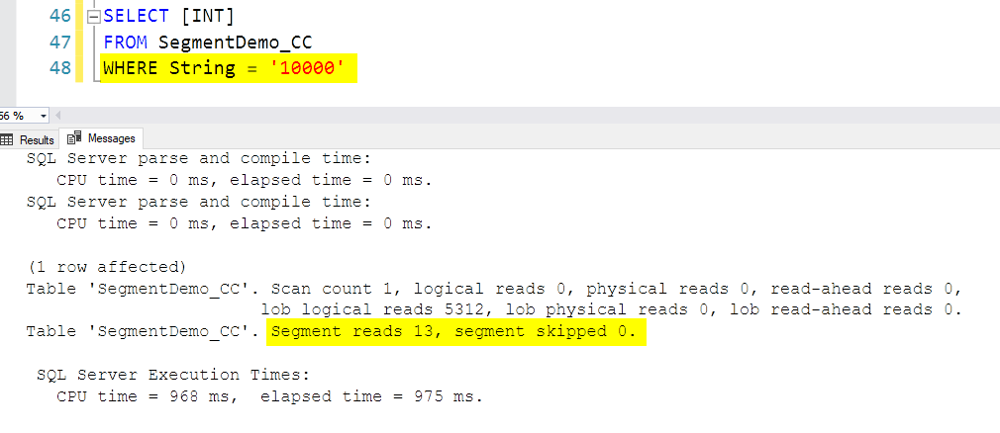 46 SELECT [INT]
47 FROM SegmentDemo_CC
48 WHERE String = '10000'
56 %
Results Messages
SQL Server parse and compile time:
CPU time = 0 ms, elapsed time = 0 ms.
SQL Server parse and compile time:
CPU time = 0 ms, elapsed time = 0 ms.
(1 row affected)
Table 'SegmentDemo_CC'. Scan count 1, logical reads 0, physical reads 0, read-ahead reads 0,
lob logical reads 5312, lob physical reads 0, lob read-ahead reads 0.
Table 'SegmentDemo_CC'. Segment reads 13, segment skipped 0.
SQL Server Execution Times:
CPU time = 968 ms, elapsed time = 975 ms.